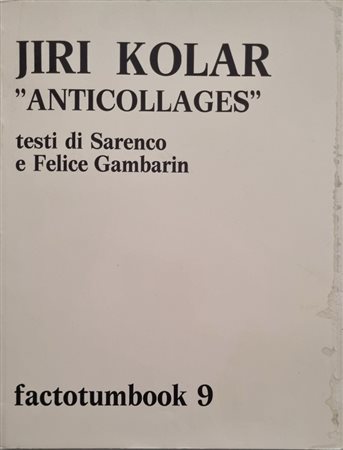 JIRI KOLAR
”ANTICOLLAGES”
testi di Sarenco
e Felice Gambarin
factotumbook 9